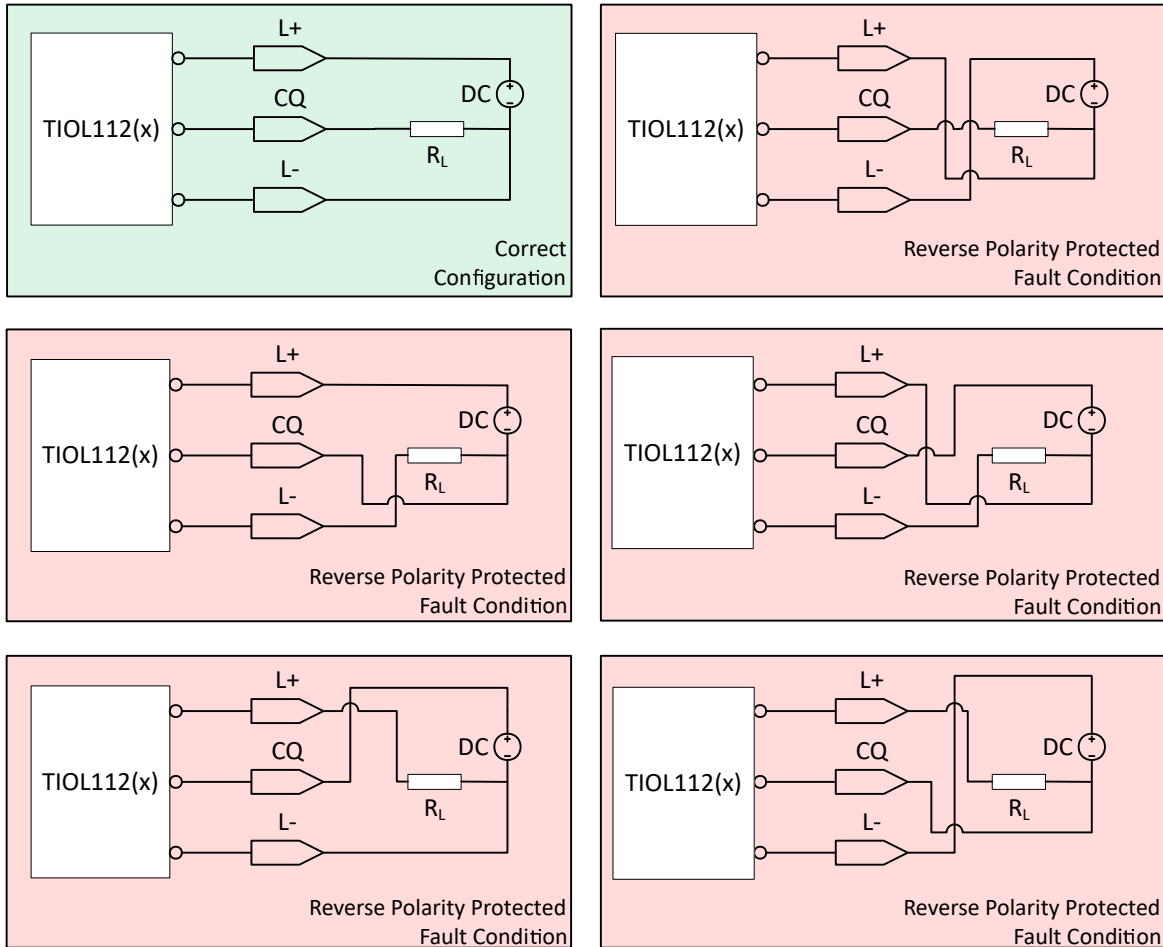 L+
CQ
L-
TIOL112(x)
DC
+
-
RL
Correct
Configuration
L+
CQ
L-
TIOL112(x)
DC
+
-
RL
Reverse Polarity Protected
Fault Condition
L+
CQ
L-
TIOL112(x)
DC
+
-
RL
Reverse Polarity Protected
Fault Condition
L+
CQ
L-
TIOL112(x)
DC
+
-
RL
Reverse Polarity Protected
Fault Condition
L+
CQ
L-
TIOL112(x)
DC
+
-
RL
Reverse Polarity Protected
Fault Condition
L+
CQ
L-
TIOL112(x)
DC
+
-
RL
Reverse Polarity Protected
Fault Condition